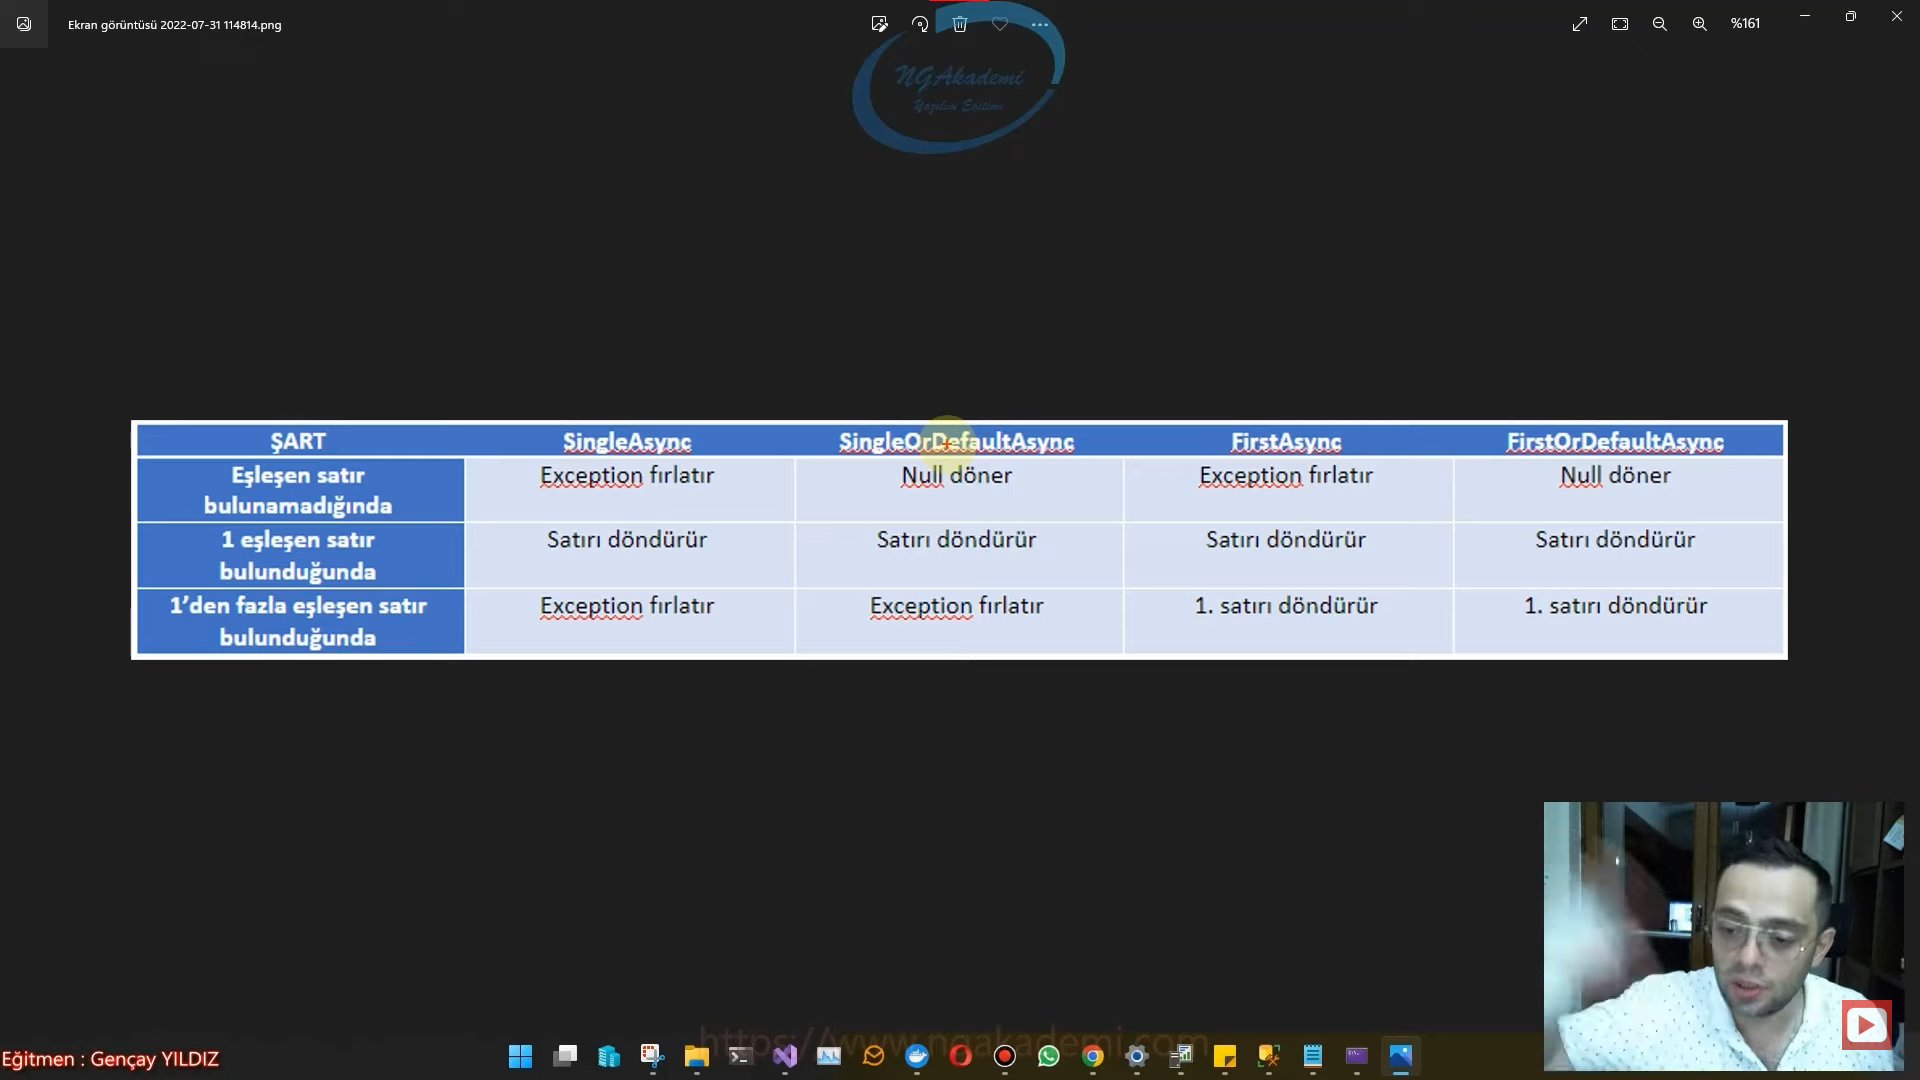 Ekran görüntüsü 2022-07-31 114814.png
%161
NGAkademi
Yazılım Eğitimi
ŞART SingleAsync SingleOrDefaultAsync FirstAsync FirstOrDefaultAsync
Eşleşen satır
bulunamadığında
Exception fırlatır Null döner Exception fırlatır Null döner
1 eşleşen satır
bulunduğunda
Satırı döndürür Satırı döndürür Satırı döndürür Satırı döndürür
1’den fazla eşleşen satır
bulunduğunda
Exception fırlatır Exception fırlatır 1. satırı döndürür 1. satırı döndürür
https://www.ngakademi.com
Eğitmen : Gençay YILDIZ